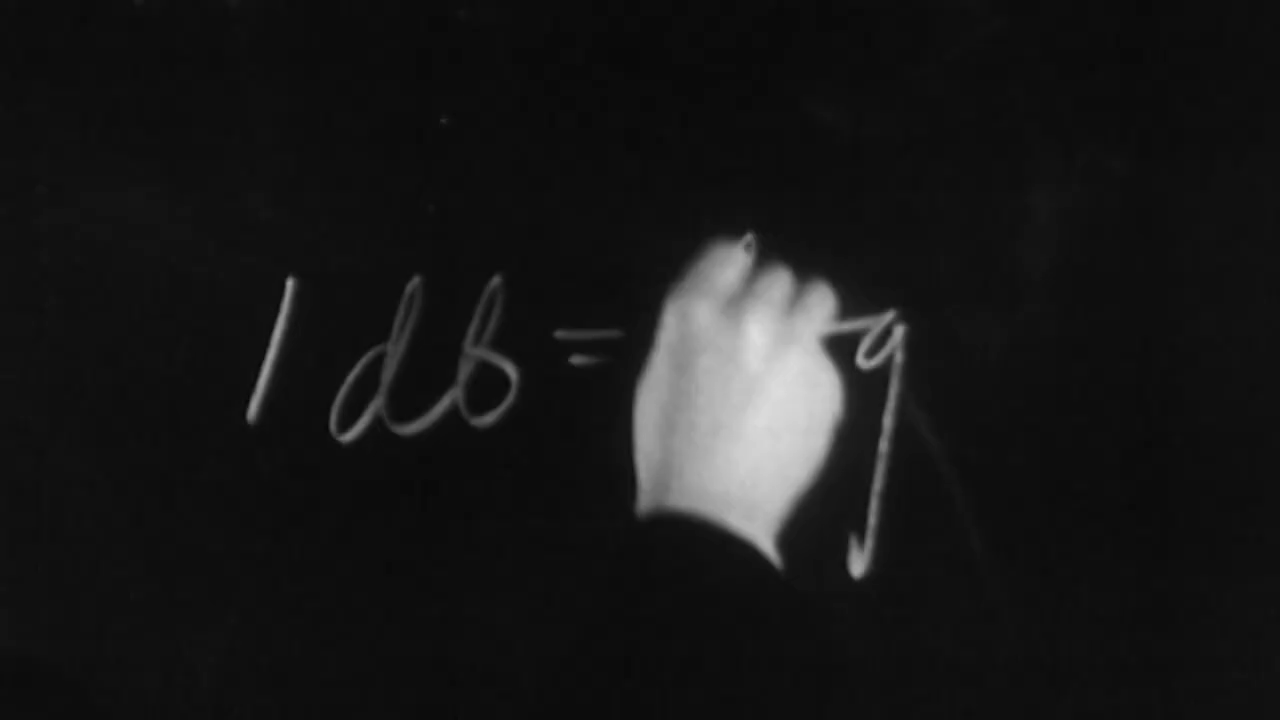 1 db = g